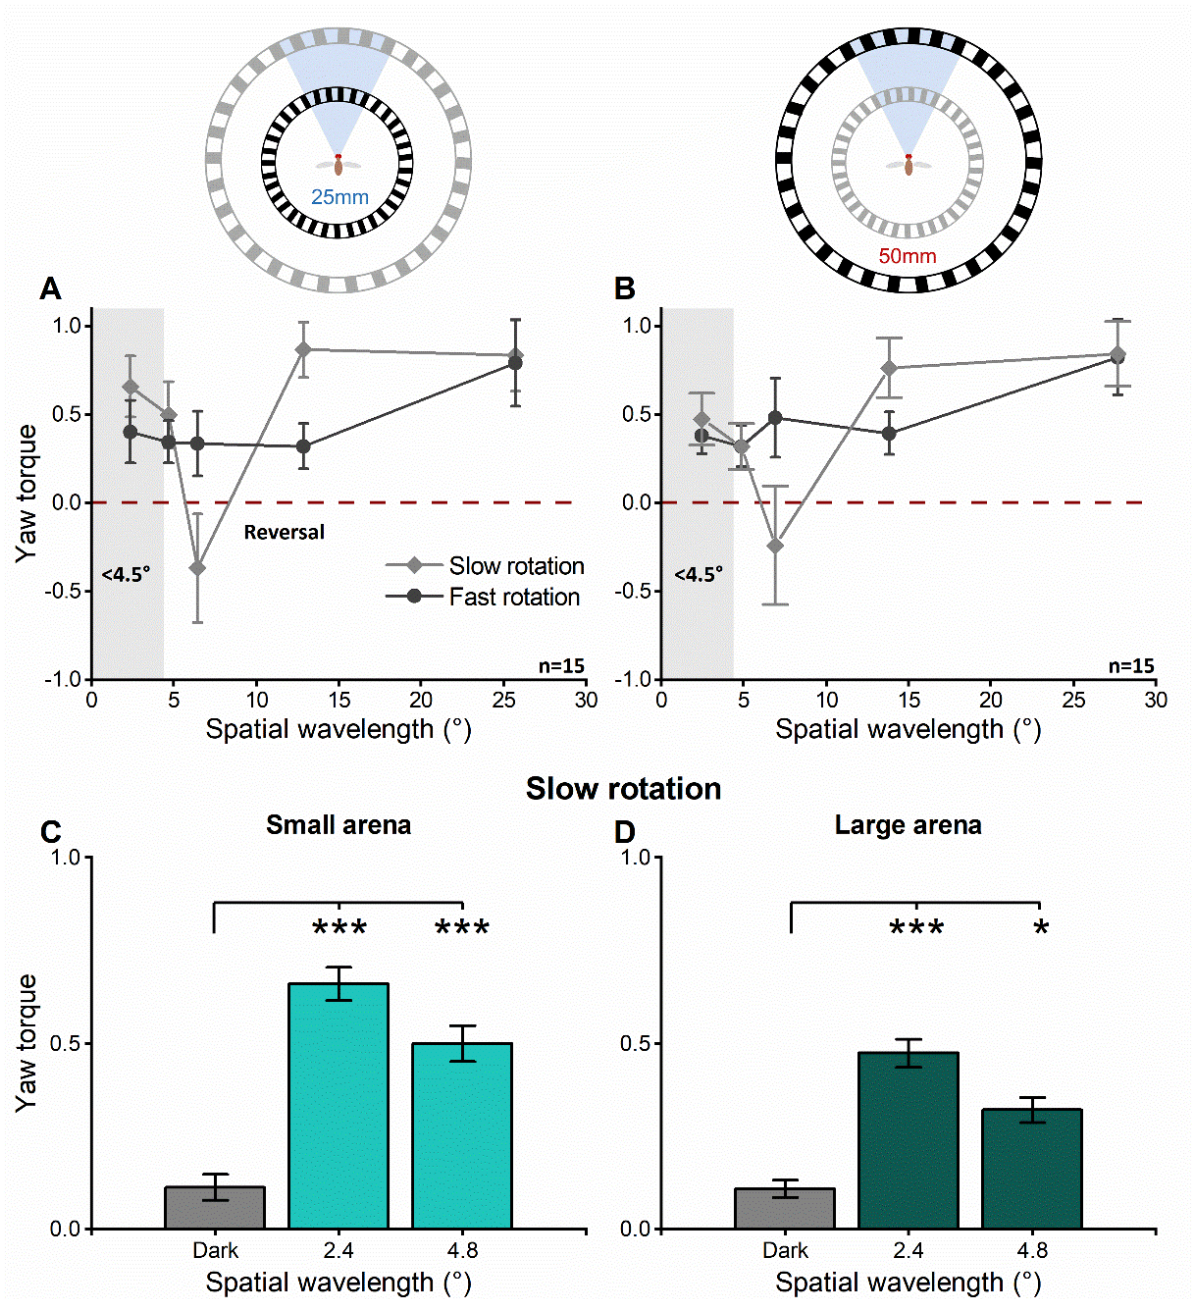 25mm
50mm
A
B
1.0
0.5
0.0
-0.5
-1.0
Yaw torque
Reversal
<4.5°
Slow rotation
Fast rotation
n=15
0 5 10 15 20 25 30
Spatial wavelength (°)
1.0
0.5
0.0
-0.5
-1.0
<4.5°
n=15
0 5 10 15 20 25 30
Spatial wavelength (°)
Slow rotation
C
Small arena
D
Large arena
1.0
0.5
0.0
Yaw torque
*** ***
Dark 2.4 4.8
Spatial wavelength (°)
1.0
0.5
0.0
*** *
Dark 2.4 4.8
Spatial wavelength (°)